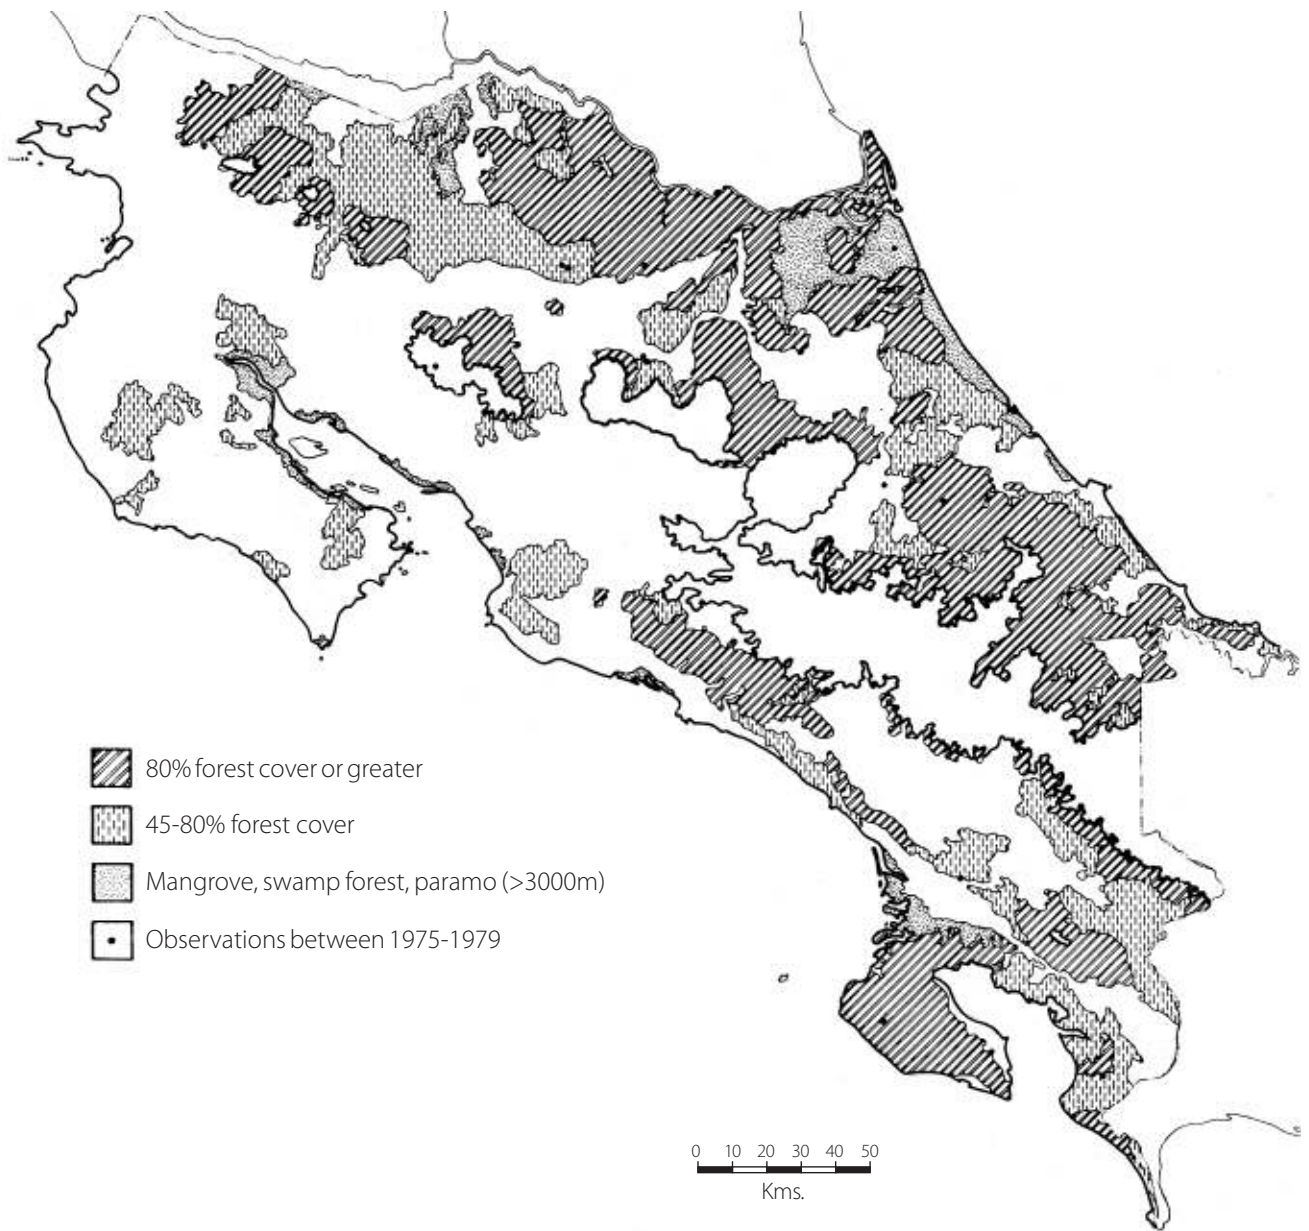 80% forest cover or greater
45-80% forest cover
Mangrove, swamp forest, paramo (>3000m)
Observations between 1975-1979
0 10 20 30 40 50
Kms.